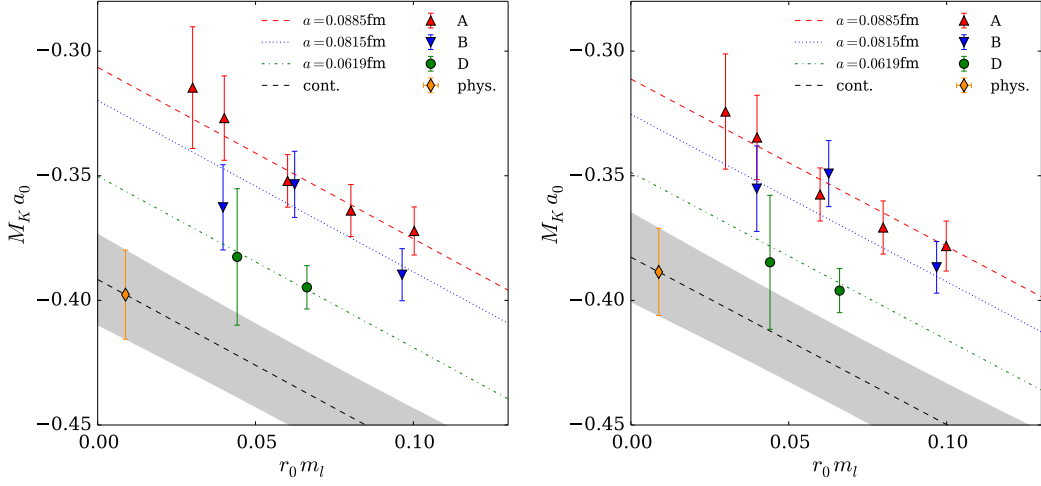 a = 0.0885fm A
a = 0.0815fm B
a = 0.0619fm D
cont. phys.
−0.30
−0.35
−0.40
−0.45
M_K a_0
0.00 0.05 0.10
r_0 m_l
a = 0.0885fm A
a = 0.0815fm B
a = 0.0619fm D
cont. phys.
−0.30
−0.35
−0.40
−0.45
M_K a_0
0.00 0.05 0.10
r_0 m_l